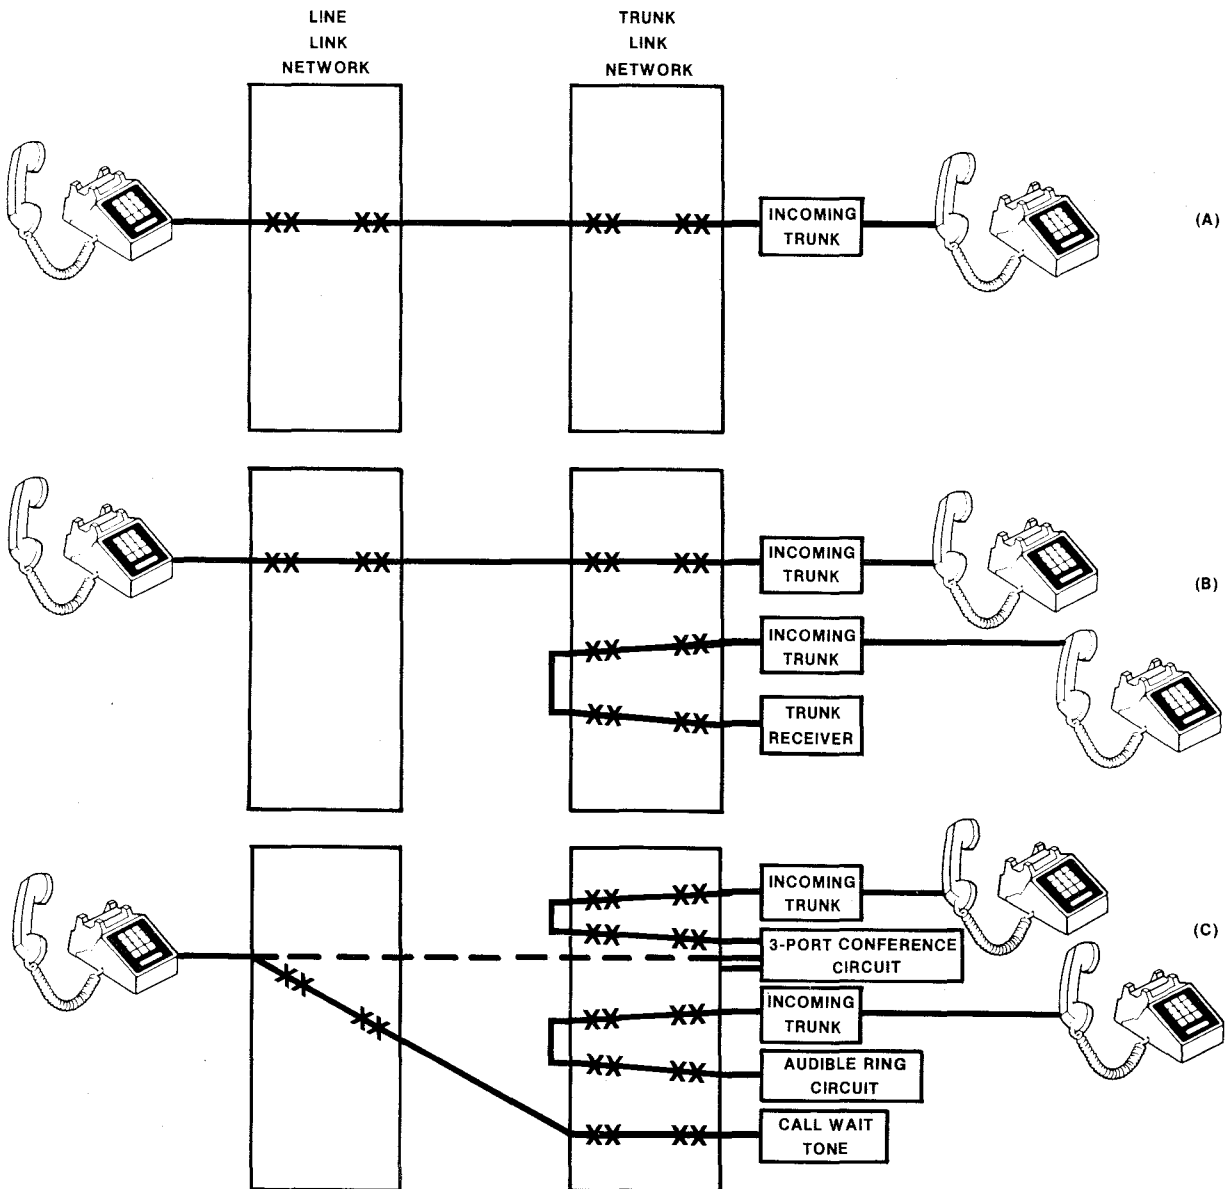 LINE
LINK
NETWORK
TRUNK
LINK
NETWORK
INCOMING
TRUNK
(A)
INCOMING
TRUNK
(B)
INCOMING
TRUNK
TRUNK
RECEIVER
INCOMING
TRUNK
(C)
3-PORT CONFERENCE
CIRCUIT
INCOMING
TRUNK
AUDIBLE RING
CIRCUIT
CALL WAIT
TONE